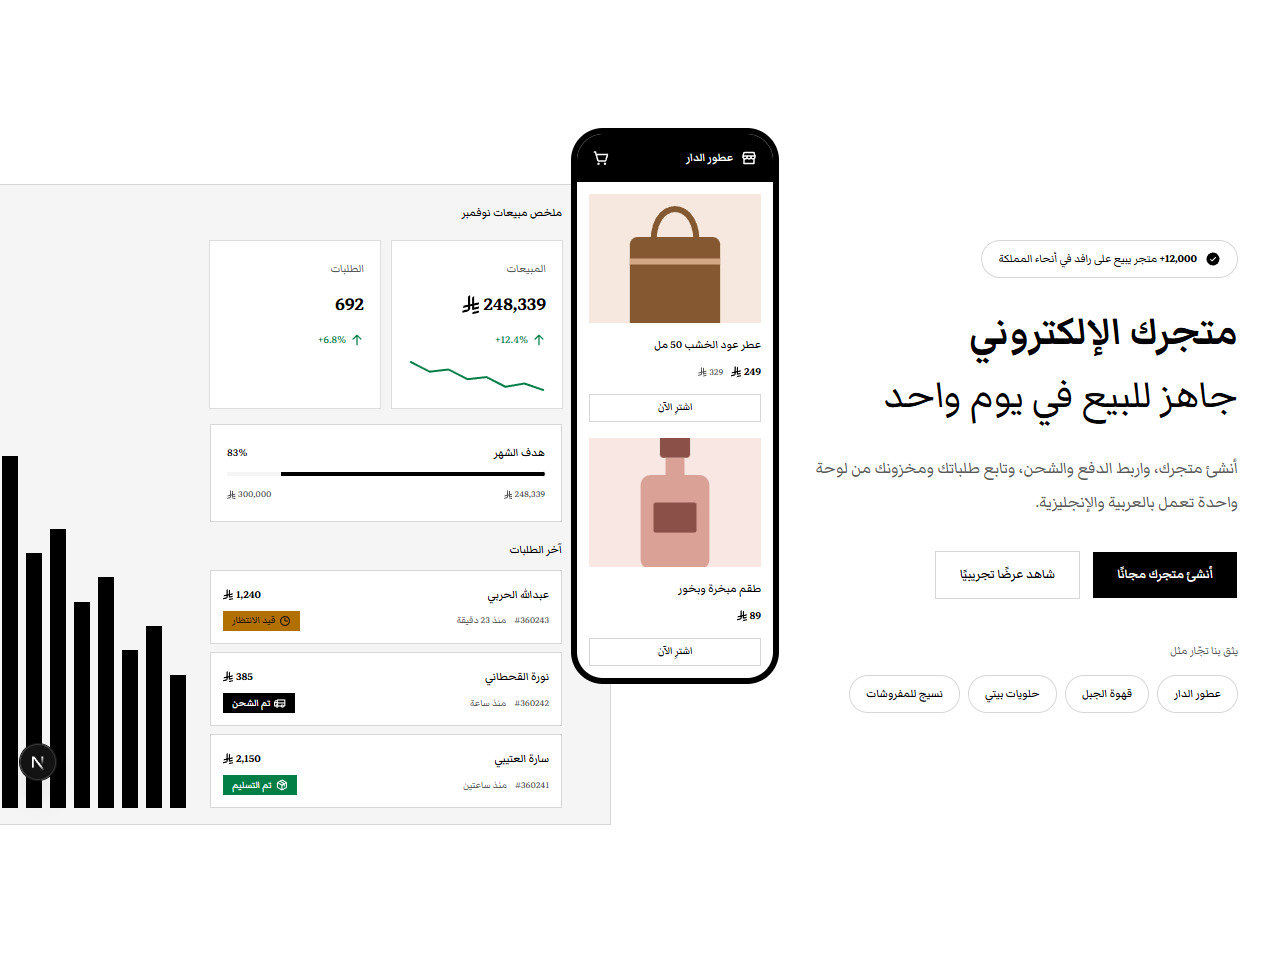 +12,000 متجر يبيع على رافد في أنحاء المملكة
متجرك الإلكتروني
جاهز للبيع في يوم واحد
أنشئ متجرك، واربط الدفع والشحن، وتابع طلباتك ومخزونك من لوحة
واحدة تعمل بالعربية والإنجليزية.
أنشئ متجرك مجانًا
شاهد عرضًا تجريبيًا
يثق بنا تجّار مثل
عطور الدار
قهوة الجبل
حلويات بيتي
نسيج للمفروشات
عطور الدار
عطر عود الخشب 50 مل
249 ⃁ 329 ⃁
اشترِ الآن
طقم مبخرة وبخور
89 ⃁
اشترِ الآن
ملخص مبيعات نوفمبر
المبيعات
248,339 ⃁
+12.4%
الطلبات
692
+6.8%
هدف الشهر 83%
248,339 ⃁ 300,000 ⃁
آخر الطلبات
عبدالله الحربي 1,240 ⃁
#360243 منذ 23 دقيقة قيد الانتظار
نورة القحطاني 385 ⃁
#360242 منذ ساعة تم الشحن
سارة العتيبي 2,150 ⃁
#360241 منذ ساعتين تم التسليم
N